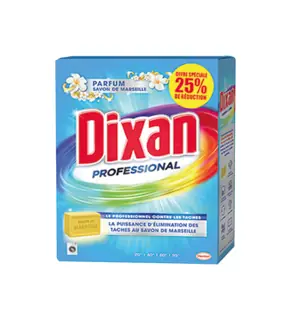 PARFUM
SAVON DE MARSEILLE
OFFRE SPÉCIALE
25%
DE RÉDUCTION
Dixan
PROFESSIONAL
LE PROFESSIONNEL CONTRE LES TACHES
LA PUISSANCE D'ÉLIMINATION DES
TACHES AU SAVON DE MARSEILLE
Henkel